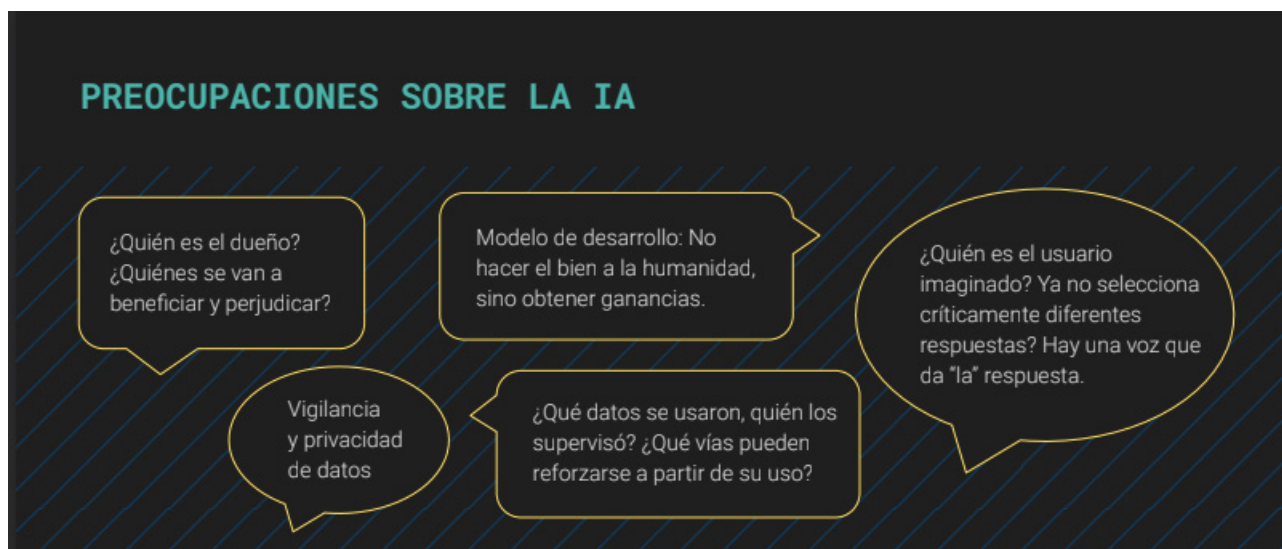 PREOCUPACIONES SOBRE LA IA
¿Quién es el dueño?
¿Quiénes se van a
beneficiar y perjudicar?
Modelo de desarrollo: No
hacer el bien a la humanidad,
sino obtener ganancias.
¿Quién es el usuario
imaginado? Ya no selecciona
críticamente diferentes
respuestas? Hay una voz que
da “la” respuesta.
Vigilancia
y privacidad
de datos
¿Qué datos se usaron, quién los
supervisó? ¿Qué vías pueden
reforzarse a partir de su uso?